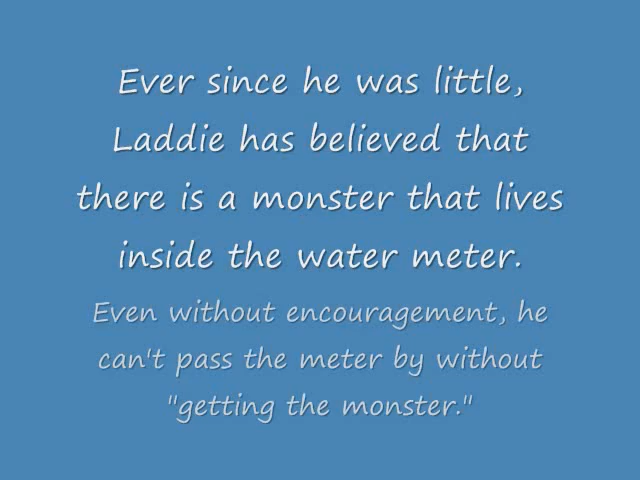 Ever since he was little,
Laddie has believed that
there is a monster that lives
inside the water meter.
Even without encouragement, he
can't pass the meter by without
"getting the monster."